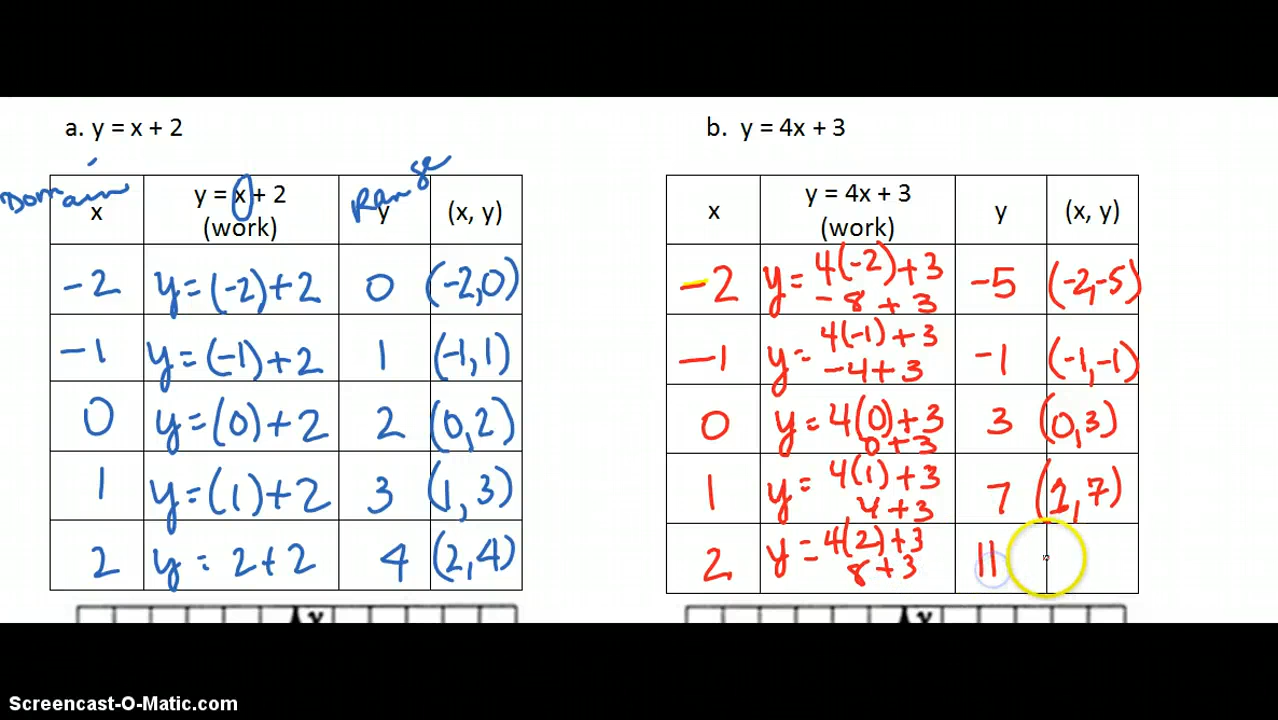 a. y = x + 2
Domain
x
y = x + 2
(work)
Range
y
(x, y)
-2 y=(-2)+2 0 (-2,0)
-1 y=(-1)+2 1 (-1,1)
0 y=(0)+2 2 (0,2)
1 y=(1)+2 3 (1,3)
2 y=2+2 4 (2,4)
y
b. y = 4x + 3
x
y = 4x + 3
(work)
y
(x, y)
-2 y=4(-2)+3 -5 (-2,-5)
-8+3
-1 y=4(-1)+3 -1 (-1,-1)
-4+3
0 y=4(0)+3 3 (0,3)
0+3
1 y=4(1)+3 7 (1,7)
4+3
2 y=4(2)+3 11
8+3
y
Screencast-O-Matic.com